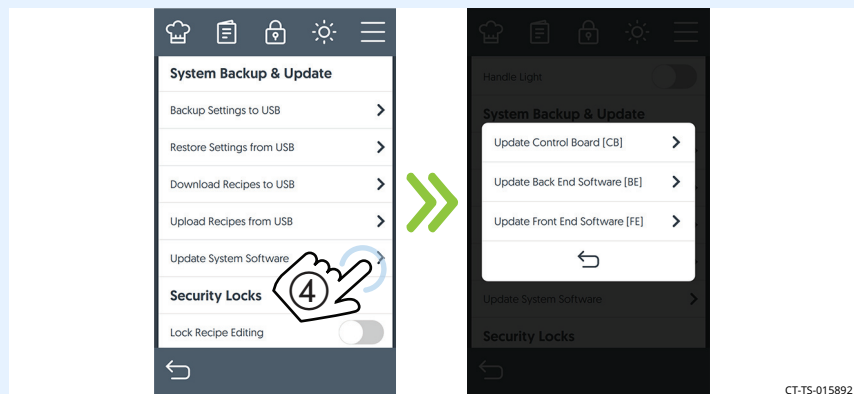 System Backup & Update
Backup Settings to USB
Restore Settings from USB
Download Recipes to USB
Upload Recipes from USB
Update System Software
4
Security Locks
Lock Recipe Editing
Handle Light
System Backup & Update
Update Control Board [CB]
Update Back End Software [BE]
Update Front End Software [FE]
Update System Software
Security Locks
CT-TS-015892